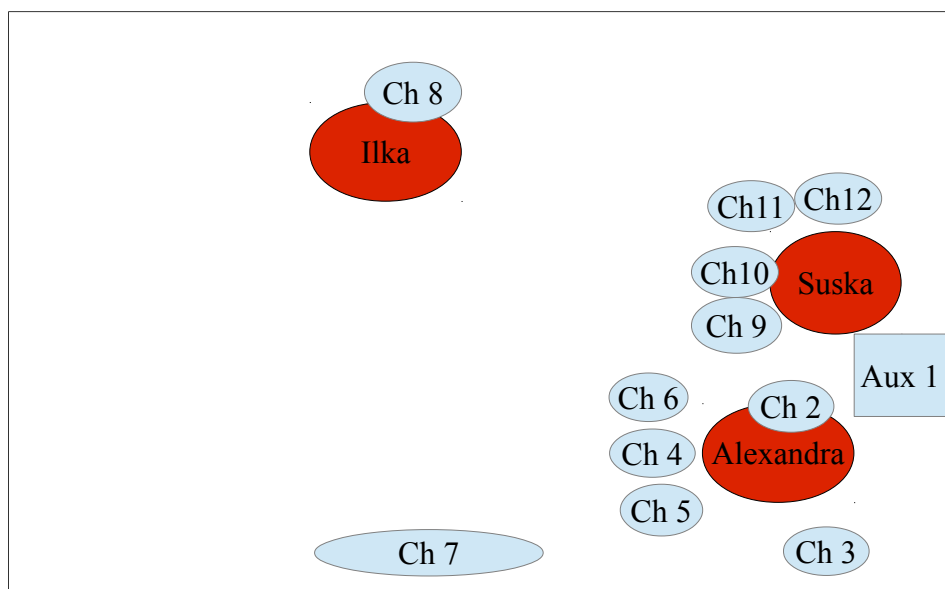 Ch 8
Ilka
Ch11
Ch12
Ch10
Suska
Ch 9
Aux 1
Ch 6
Ch 2
Ch 4
Alexandra
Ch 5
Ch 7
Ch 3